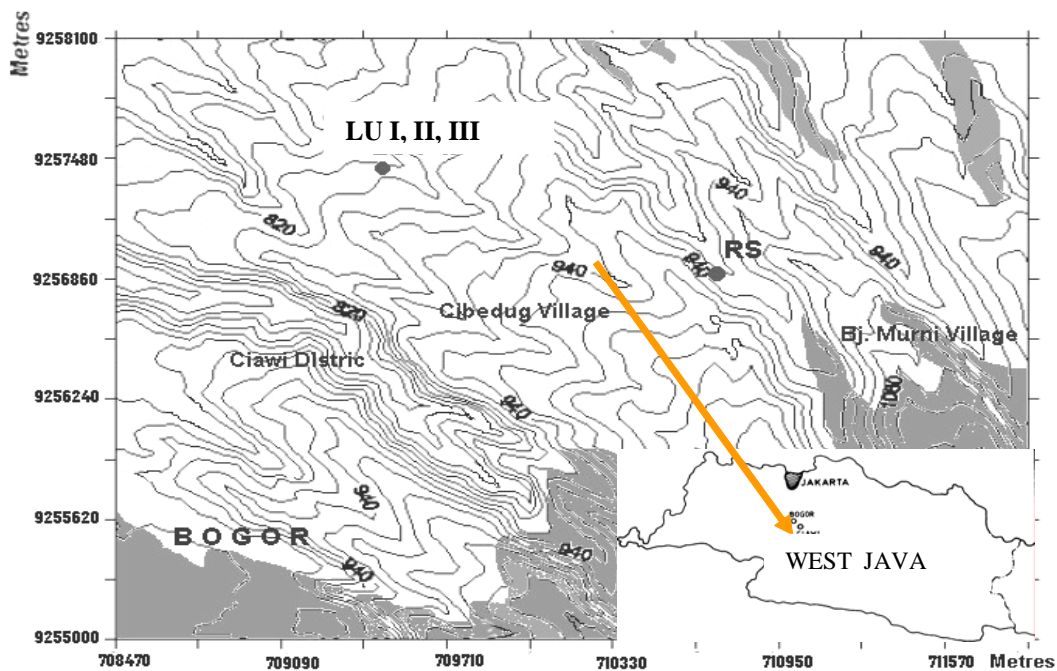 Metres
9258100
LU I, II, III
9257480
940
820
RS
840
840
940
9256860
Cibedug Village
820
Bj. Murni Village
Ciawi Distric
9256240
940
1080
JAKARTA
940
BOGOR
9255620
BOGOR
940
WEST JAVA
940
9255000
708470
709090
709710
710330
710950
711570
Metres